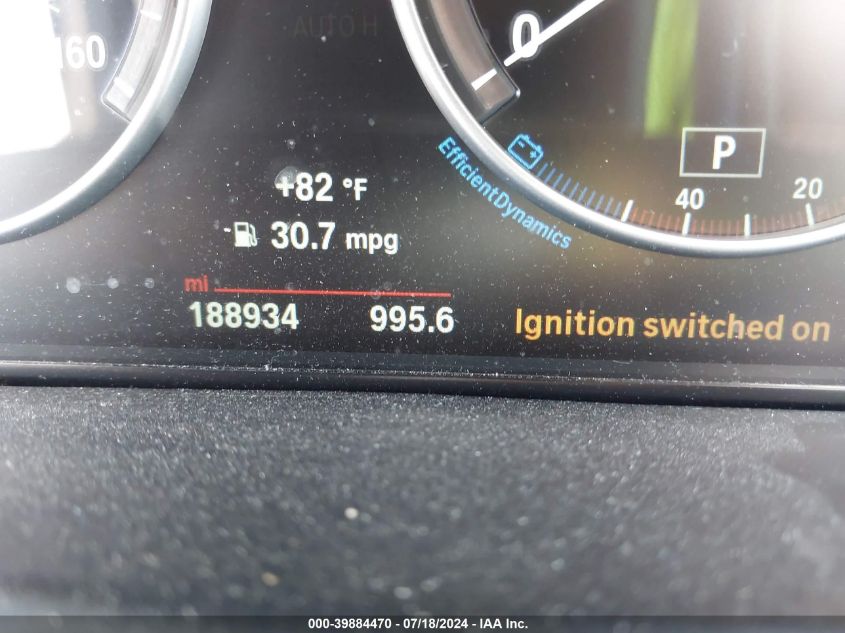 AUTO H
160
0
+82 °F
- 30.7 mpg
mi
188934 995.6
EfficientDynamics
P
40 20
Ignition switched on
000-39884470 - 07/18/2024 - IAA Inc.